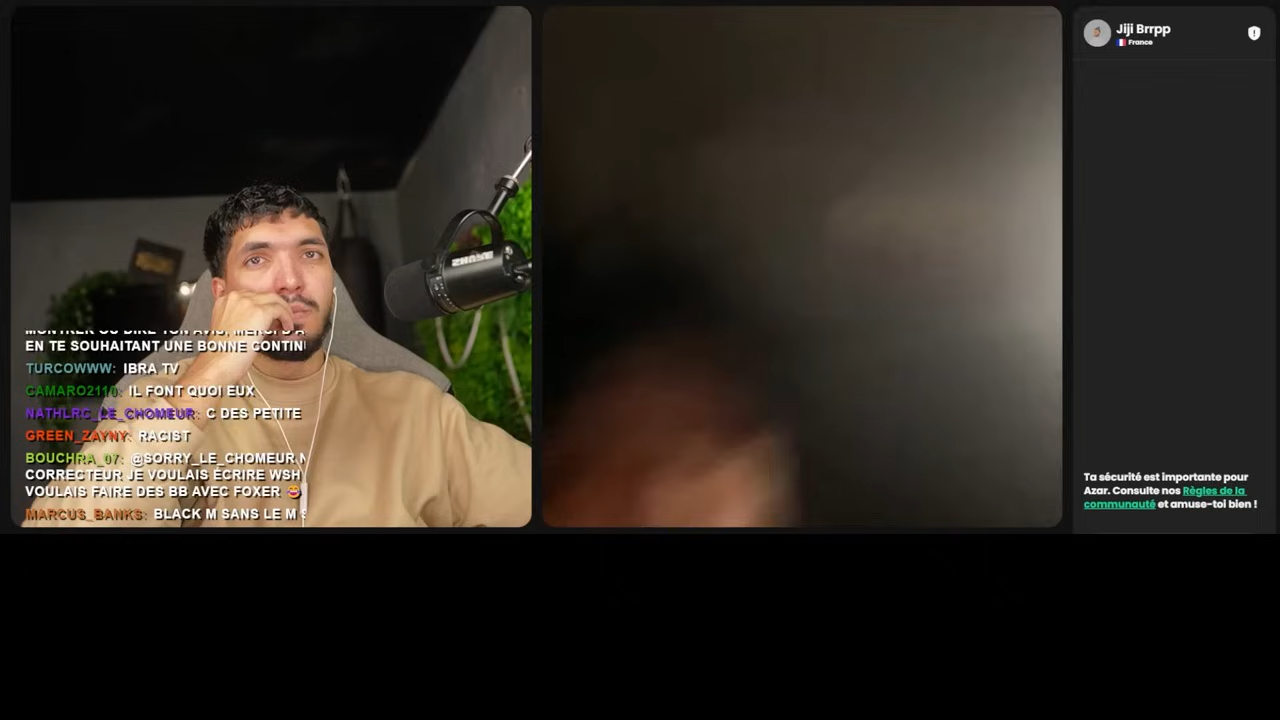 EN TE SOUHAITANT UNE BONNE CONTIN
TURCOWWW: IBRA TV
IL FONT QUOI EUX
NATHLRC_LE_CHOMEUR: C DES PETITE
GREEN_ZAYNY: RACIST
BOUCHRA_07: @SORRY_LE_CHOMEUR N
CORRECTEUR JE VOULAIS ÉCRIRE WSH
VOULAIS FAIRE DES BB AVEC FOXER
MARCUS_BANKS: BLACK M SANS LE M
SHURE
Jiji Brrpp
France
Ta sécurité est importante pour
Azar. Consulte nos Règles de la
communauté et amuse-toi bien !